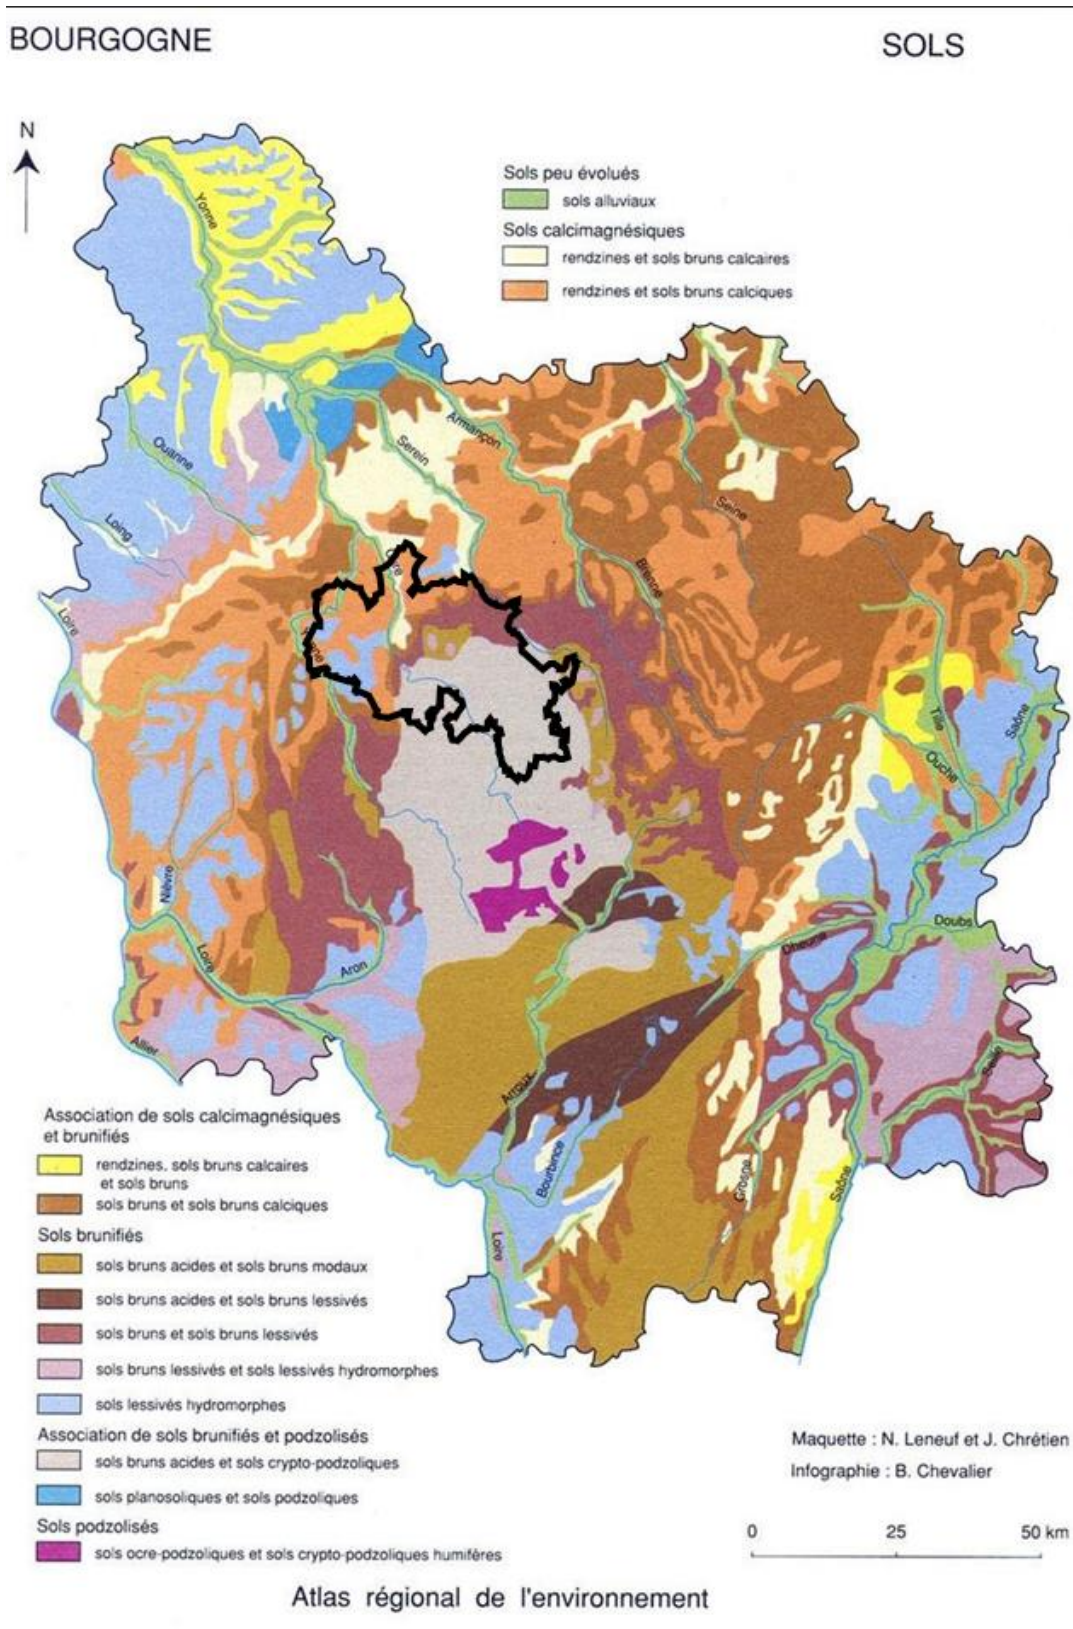 BOURGOGNE
SOLS
N
Sols peu évolués
sols alluviaux
Sols calcimagnésiques
rendzines et sols bruns calcaires
rendzines et sols bruns calciques
Yonne
Armançon
Serein
Ouanne
Loing
Seine
Cure
Brenne
Loire
Yonne
Tille
Saône
Ouche
Nièvre
Doubs
Dheune
Loire
Aron
Allier
Seille
Arroux
Bourbince
Grosne
Saône
Loire
Association de sols calcimagnésiques
et brunifiés
rendzines, sols bruns calcaires
et sols bruns
sols bruns et sols bruns calciques
Sols brunifiés
sols bruns acides et sols bruns modaux
sols bruns acides et sols bruns lessivés
sols bruns et sols bruns lessivés
sols bruns lessivés et sols lessivés hydromorphes
sols lessivés hydromorphes
Association de sols brunifiés et podzolisés
sols bruns acides et sols crypto-podzoliques
sols planosoliques et sols podzoliques
Sols podzolisés
sols ocre-podzoliques et sols crypto-podzoliques humifères
Maquette : N. Leneuf et J. Chrétien
Infographie : B. Chevalier
0 25 50 km
Atlas régional de l'environnement